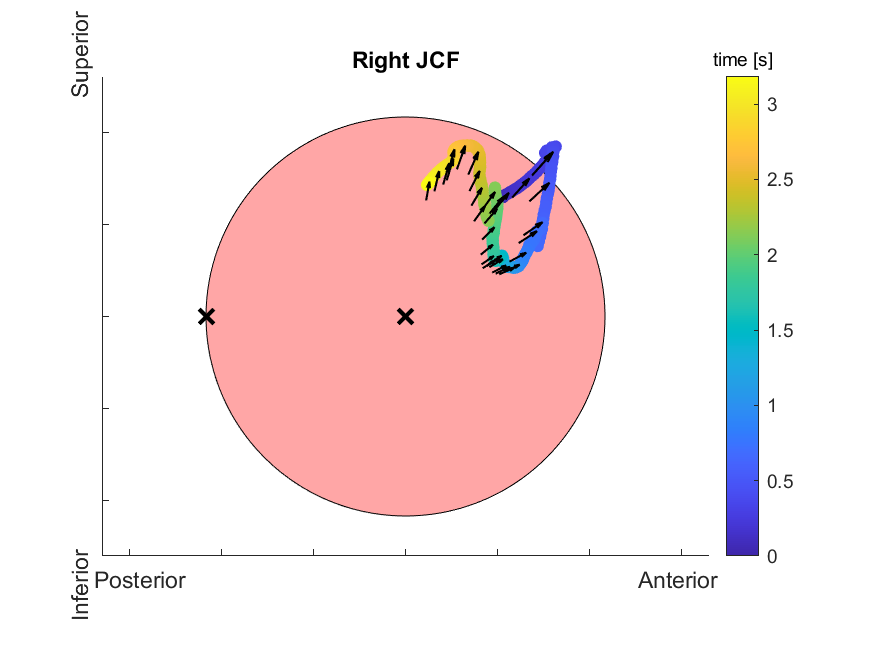 Right JCF
time [s]
Superior
Inferior
Posterior
Anterior
3
2.5
2
1.5
1
0.5
0